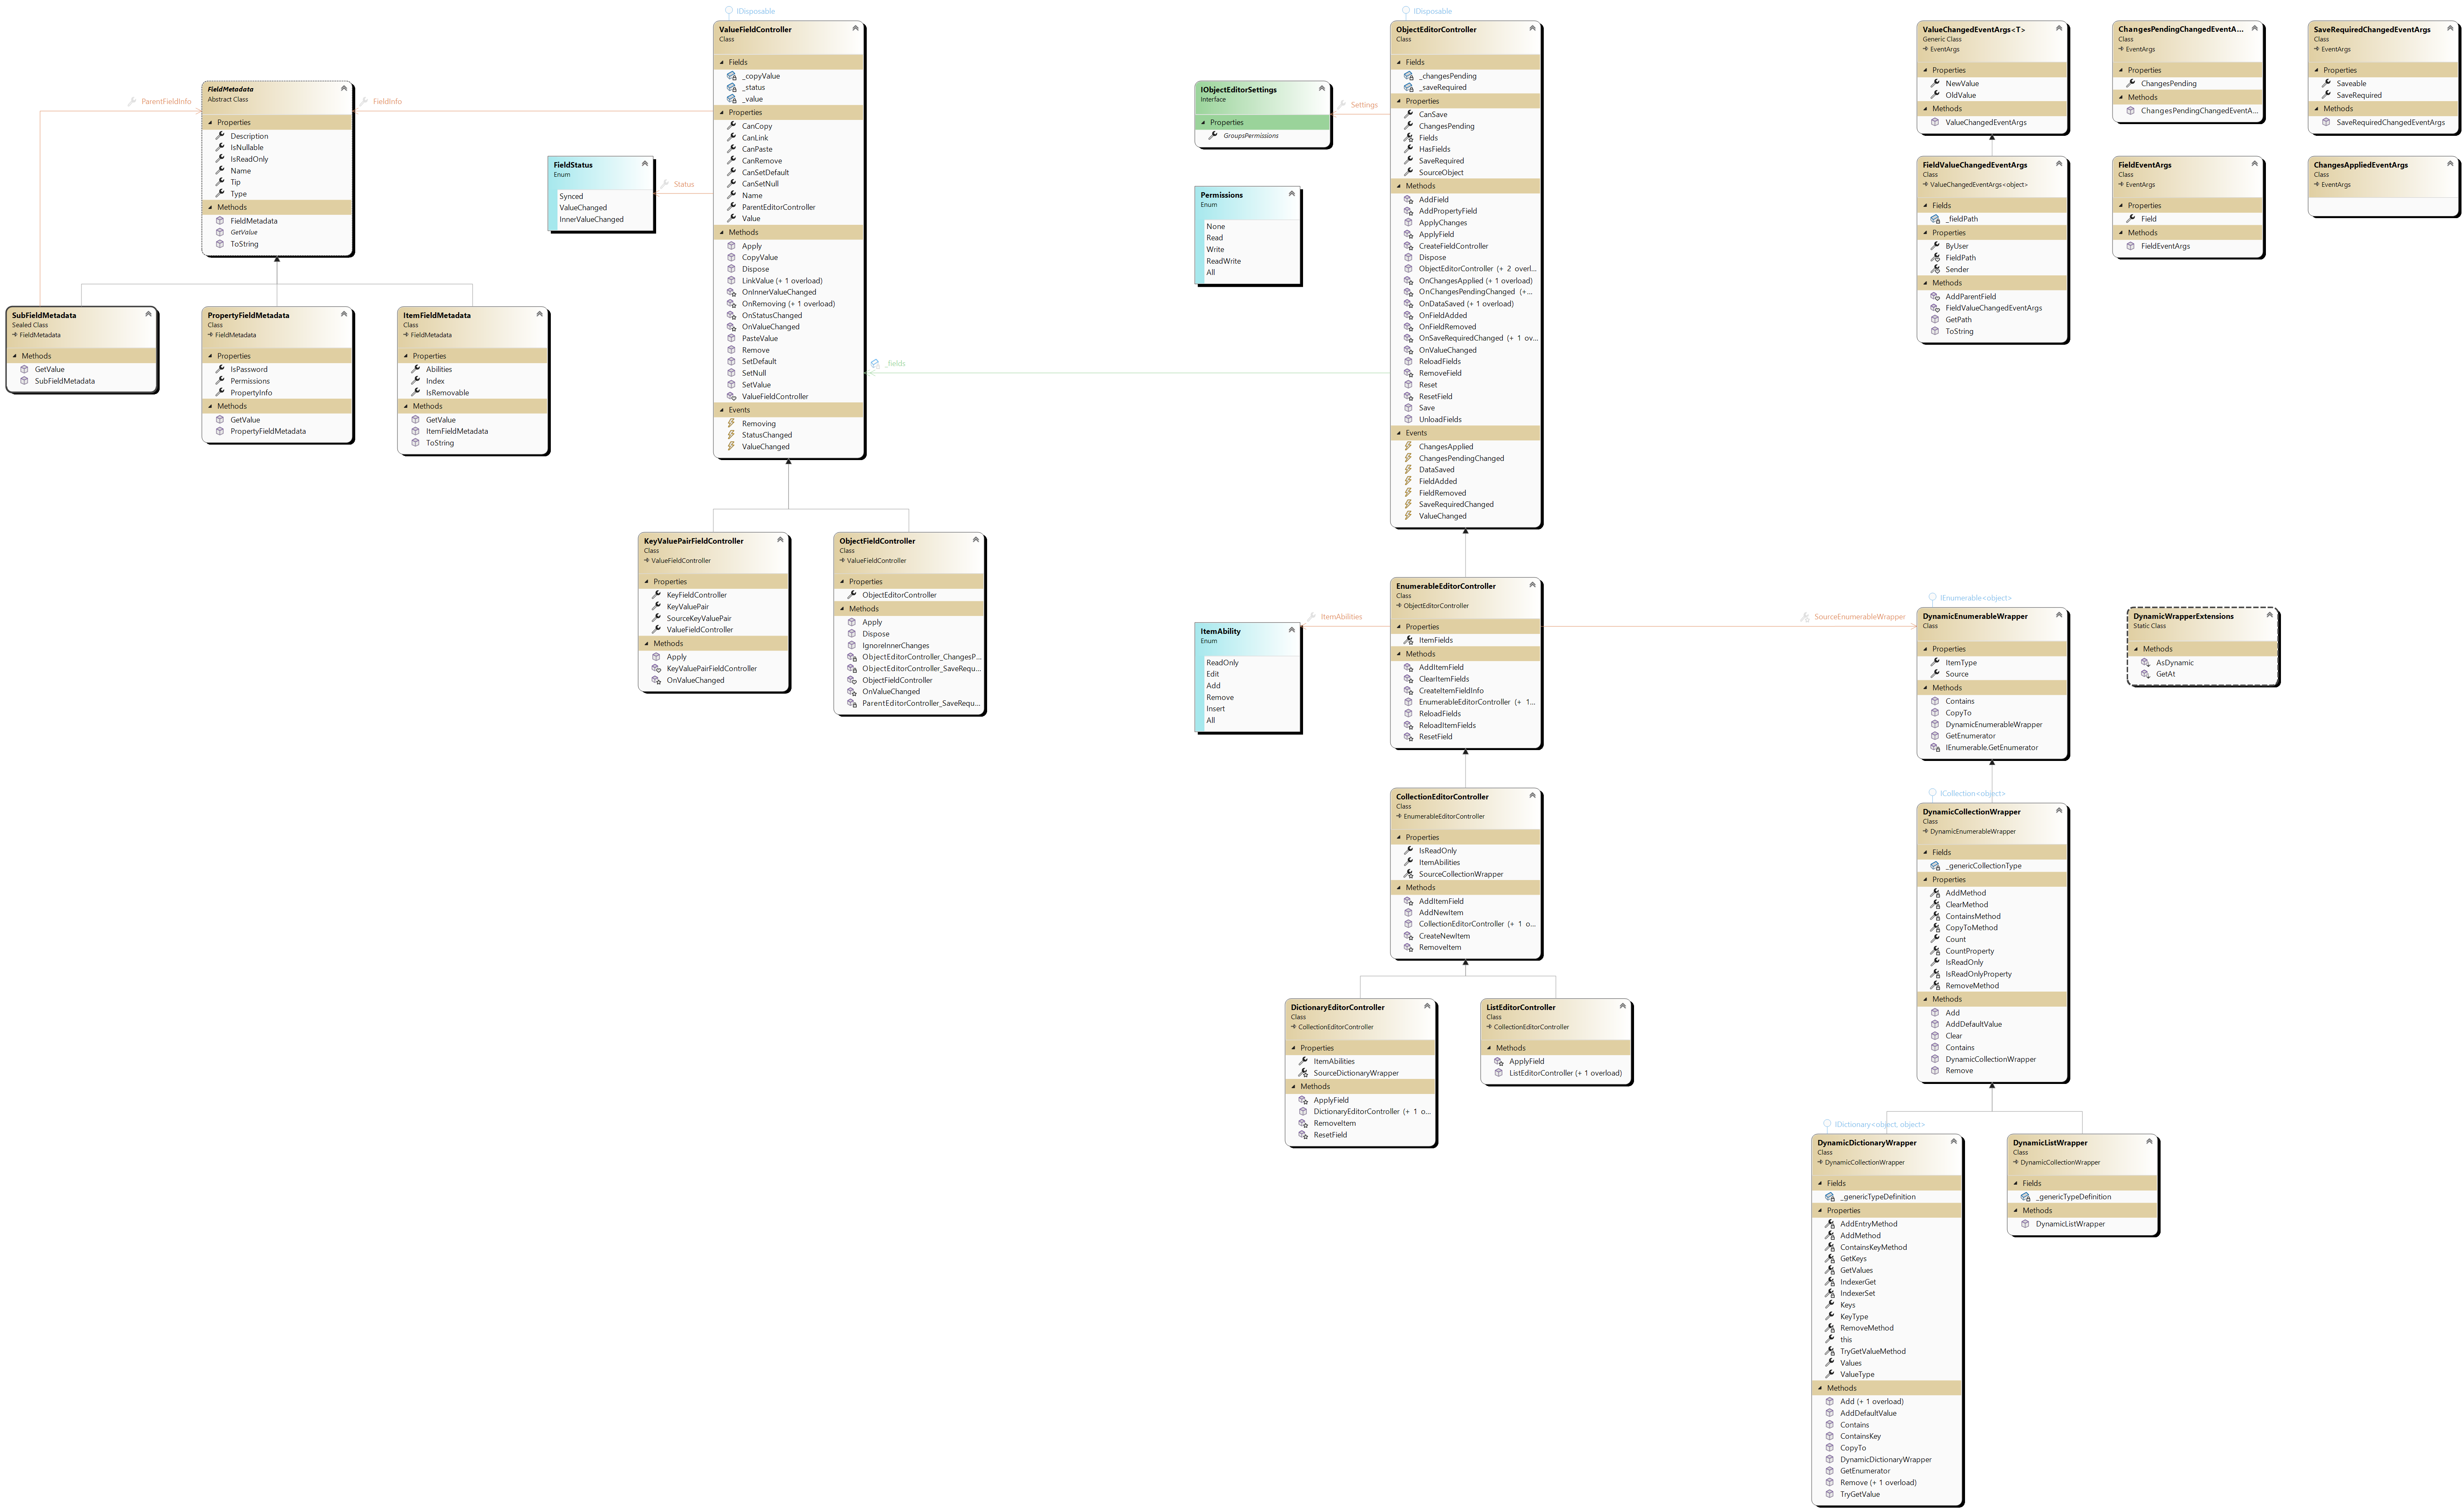 IDisposable
ValueFieldController
Class
Fields
_copyValue
_status
_value
Properties
CanCopy
CanLink
CanPaste
CanRemove
CanSetDefault
CanSetNull
Name
ParentEditorController
Value
Methods
Apply
CopyValue
Dispose
LinkValue (+ 1 overload)
OnInnerValueChanged
OnRemoving (+ 1 overload)
OnStatusChanged
OnValueChanged
PasteValue
Remove
SetDefault
SetNull
SetValue
ValueFieldController
Events
Removing
StatusChanged
ValueChanged
ParentFieldInfo
FieldMetadata
Abstract Class
Properties
Description
IsNullable
IsReadOnly
Name
Tip
Type
Methods
FieldMetadata
GetValue
ToString
FieldInfo
FieldStatus
Enum
Synced
ValueChanged
InnerValueChanged
Status
SubFieldMetadata
Sealed Class
FieldMetadata
Methods
GetValue
SubFieldMetadata
PropertyFieldMetadata
Class
FieldMetadata
Properties
IsPassword
Permissions
PropertyInfo
Methods
GetValue
PropertyFieldMetadata
ItemFieldMetadata
Class
FieldMetadata
Properties
Abilities
Index
IsRemovable
Methods
GetValue
ItemFieldMetadata
ToString
_fields
KeyValuePairFieldController
Class
ValueFieldController
Properties
KeyFieldController
KeyValuePair
SourceKeyValuePair
ValueFieldController
Methods
Apply
KeyValuePairFieldController
OnValueChanged
ObjectFieldController
Class
ValueFieldController
Properties
ObjectEditorController
Methods
Apply
Dispose
IgnoreInnerChanges
ObjectEditorController_ChangesP...
ObjectEditorController_SaveRequ...
ObjectFieldController
OnValueChanged
ParentEditorController_SaveRequ...
IDisposable
ObjectEditorController
Class
Fields
_changesPending
_saveRequired
Properties
CanSave
ChangesPending
Fields
HasFields
SaveRequired
SourceObject
Methods
AddField
AddPropertyField
ApplyChanges
ApplyField
CreateFieldController
Dispose
ObjectEditorController (+ 2 overl...
OnChangesApplied (+ 1 overload)
OnChangesPendingChanged (+...
OnDataSaved (+ 1 overload)
OnFieldAdded
OnFieldRemoved
OnSaveRequiredChanged (+ 1 ov...
OnValueChanged
ReloadFields
RemoveField
Reset
ResetField
Save
UnloadFields
Events
ChangesApplied
ChangesPendingChanged
DataSaved
FieldAdded
FieldRemoved
SaveRequiredChanged
ValueChanged
IObjectEditorSettings
Interface
Properties
GroupsPermissions
Settings
Permissions
Enum
None
Read
Write
ReadWrite
All
EnumerableEditorController
Class
ObjectEditorController
Properties
ItemFields
Methods
AddItemField
ClearItemFields
CreateItemFieldInfo
EnumerableEditorController (+ 1...
ReloadFields
ReloadItemFields
ResetField
ItemAbility
Enum
ReadOnly
Edit
Add
Remove
Insert
All
ItemAbilities
SourceEnumerableWrapper
CollectionEditorController
Class
EnumerableEditorController
Properties
IsReadOnly
ItemAbilities
SourceCollectionWrapper
Methods
AddItemField
AddNewItem
CollectionEditorController (+ 1 o...
CreateNewItem
RemoveItem
DictionaryEditorController
Class
CollectionEditorController
Properties
ItemAbilities
SourceDictionaryWrapper
Methods
ApplyField
DictionaryEditorController (+ 1 o...
RemoveItem
ResetField
ListEditorController
Class
CollectionEditorController
Methods
ApplyField
ListEditorController (+ 1 overload)
ValueChangedEventArgs<T>
Generic Class
EventArgs
Properties
NewValue
OldValue
Methods
ValueChangedEventArgs
ChangesPendingChangedEventA...
Class
EventArgs
Properties
ChangesPending
Methods
ChangesPendingChangedEventA...
SaveRequiredChangedEventArgs
Class
EventArgs
Properties
Saveable
SaveRequired
Methods
SaveRequiredChangedEventArgs
FieldValueChangedEventArgs
Class
ValueChangedEventArgs<object>
Fields
_fieldPath
Properties
ByUser
FieldPath
Sender
Methods
AddParentField
FieldValueChangedEventArgs
GetPath
ToString
FieldEventArgs
Class
EventArgs
Properties
Field
Methods
FieldEventArgs
ChangesAppliedEventArgs
Class
EventArgs
IEnumerable<object>
DynamicEnumerableWrapper
Class
Properties
ItemType
Source
Methods
Contains
CopyTo
DynamicEnumerableWrapper
GetEnumerator
IEnumerable.GetEnumerator
DynamicWrapperExtensions
Static Class
Methods
AsDynamic
GetAt
ICollection<object>
DynamicCollectionWrapper
Class
DynamicEnumerableWrapper
Fields
_genericCollectionType
Properties
AddMethod
ClearMethod
ContainsMethod
CopyToMethod
Count
CountProperty
IsReadOnly
IsReadOnlyProperty
RemoveMethod
Methods
Add
AddDefaultValue
Clear
Contains
DynamicCollectionWrapper
Remove
IDictionary<object, object>
DynamicDictionaryWrapper
Class
DynamicCollectionWrapper
Fields
_genericTypeDefinition
Properties
AddEntryMethod
AddMethod
ContainsKeyMethod
GetKeys
GetValues
IndexerGet
IndexerSet
Keys
KeyType
RemoveMethod
this
TryGetValueMethod
Values
ValueType
Methods
Add (+ 1 overload)
AddDefaultValue
Contains
ContainsKey
CopyTo
DynamicDictionaryWrapper
GetEnumerator
Remove (+ 1 overload)
TryGetValue
DynamicListWrapper
Class
DynamicCollectionWrapper
Fields
_genericTypeDefinition
Methods
DynamicListWrapper